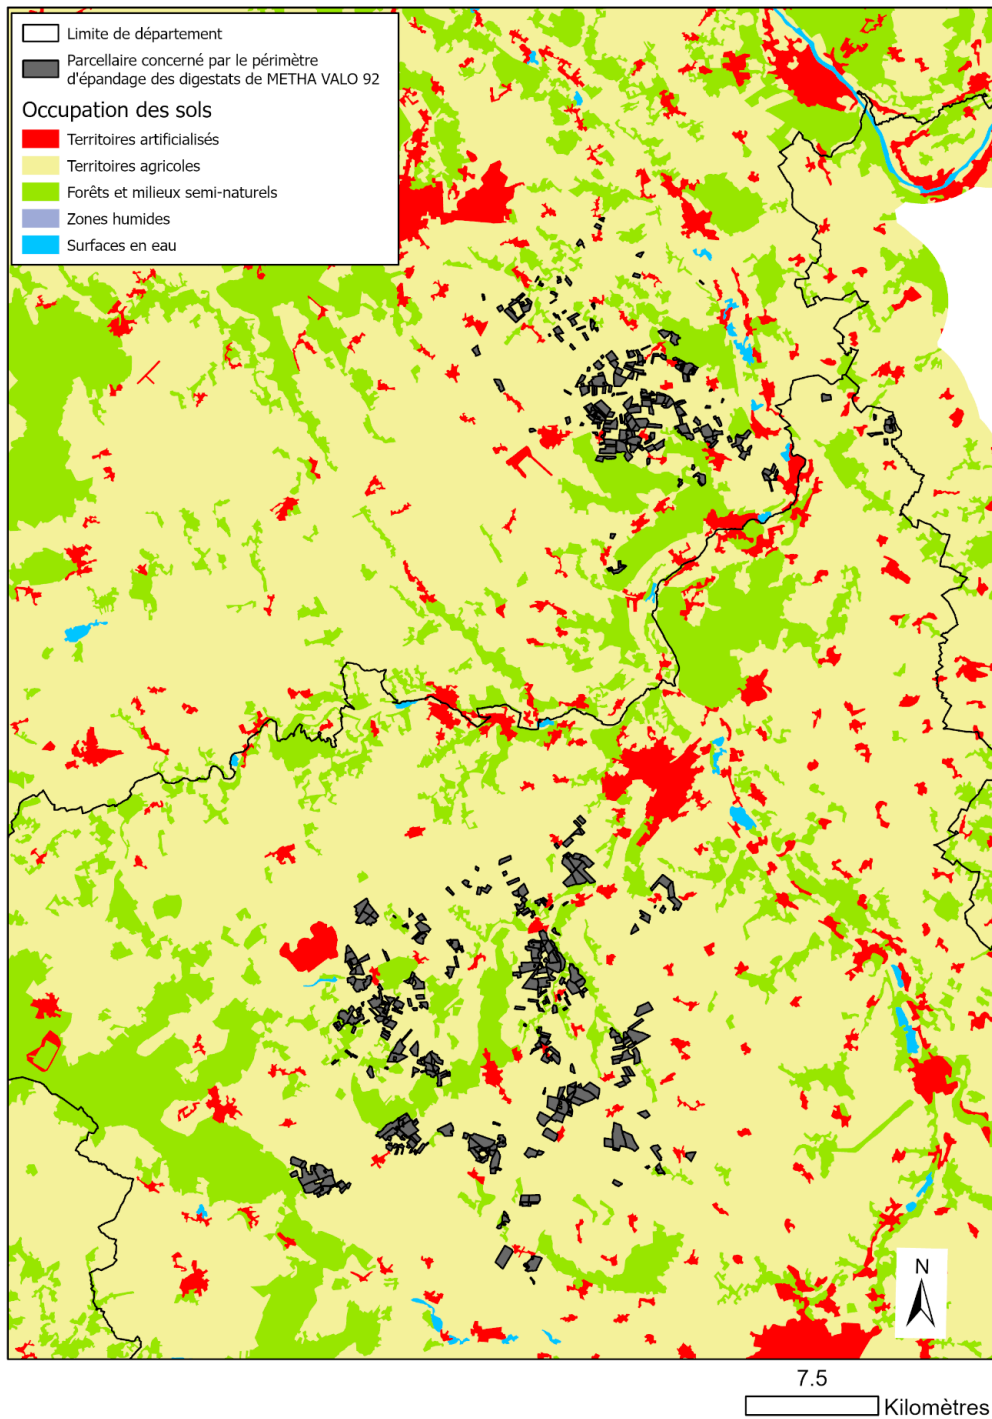 Limite de département
Parcellaire concerné par le périmètre
d'épandage des digestats de METHA VALO 92
Occupation des sols
Territoires artificialisés
Territoires agricoles
Forêts et milieux semi-naturels
Zones humides
Surfaces en eau
N
7.5
Kilomètres